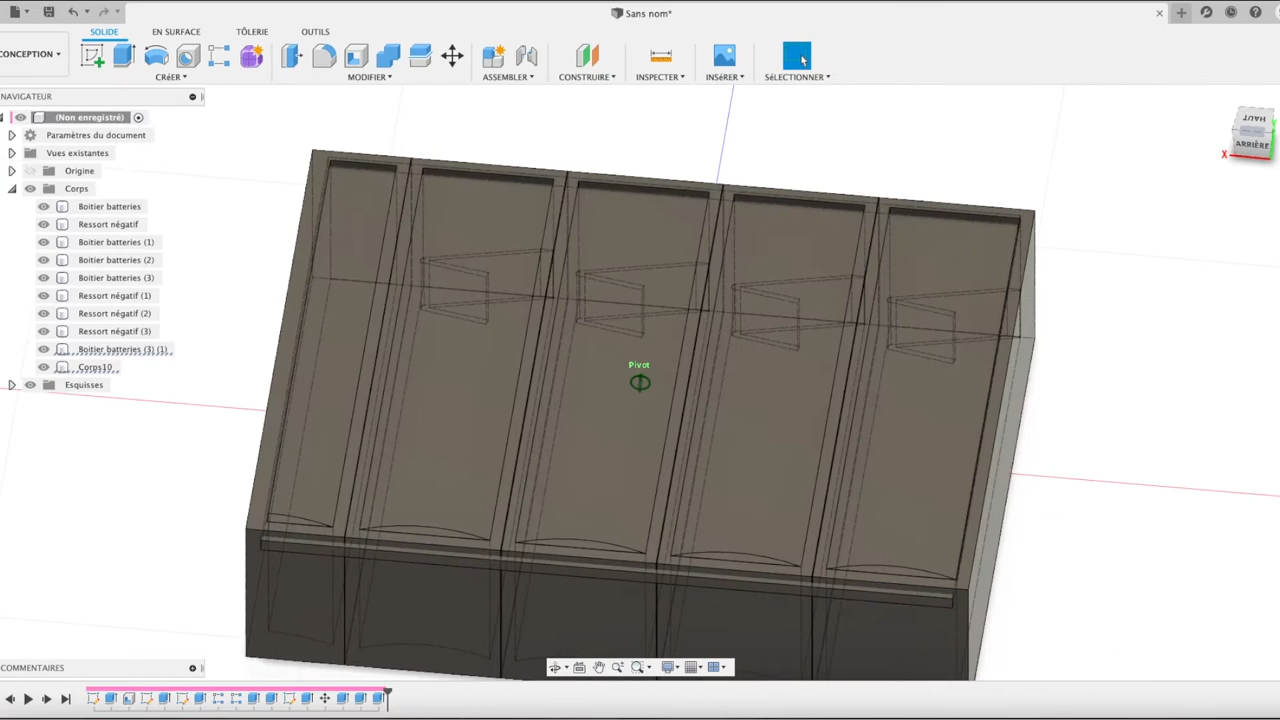 Sans nom*
SOLIDE
EN SURFACE
TÔLERIE
OUTILS
CONCEPTION
CRÉER
MODIFIER
ASSEMBLER
CONSTRUIRE
INSPECTER
INSÉRER
SÉLECTIONNER
NAVIGATEUR
(Non enregistré)
Paramètres du document
Vues existantes
Origine
Corps
Boitier batteries
Ressort négatif
Boitier batteries (1)
Boitier batteries (2)
Boitier batteries (3)
Ressort négatif (1)
Ressort négatif (2)
Ressort négatif (3)
Boitier batteries (3) (1)
Corps10
Esquisses
HAUT
ARRIÈRE
X
Pivot
COMMENTAIRES